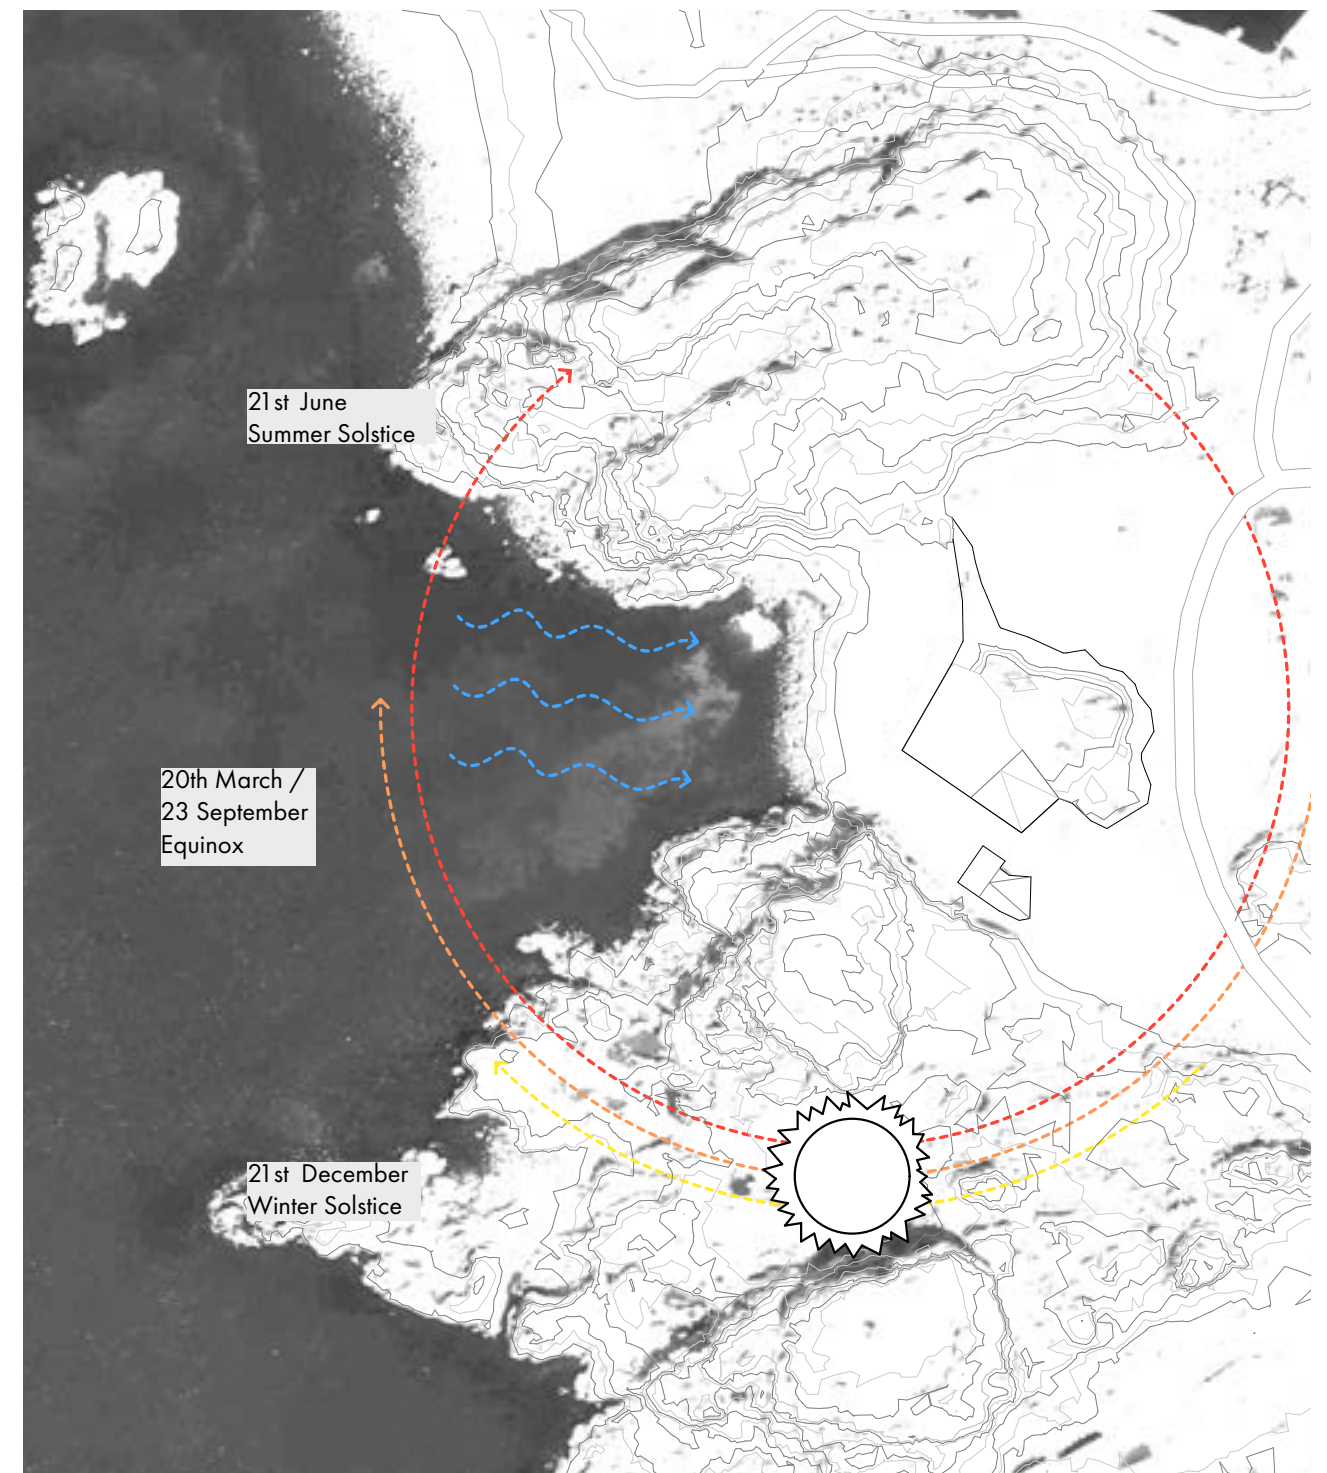 21st June
Summer Solstice
20th March /
23 September
Equinox
21st December
Winter Solstice